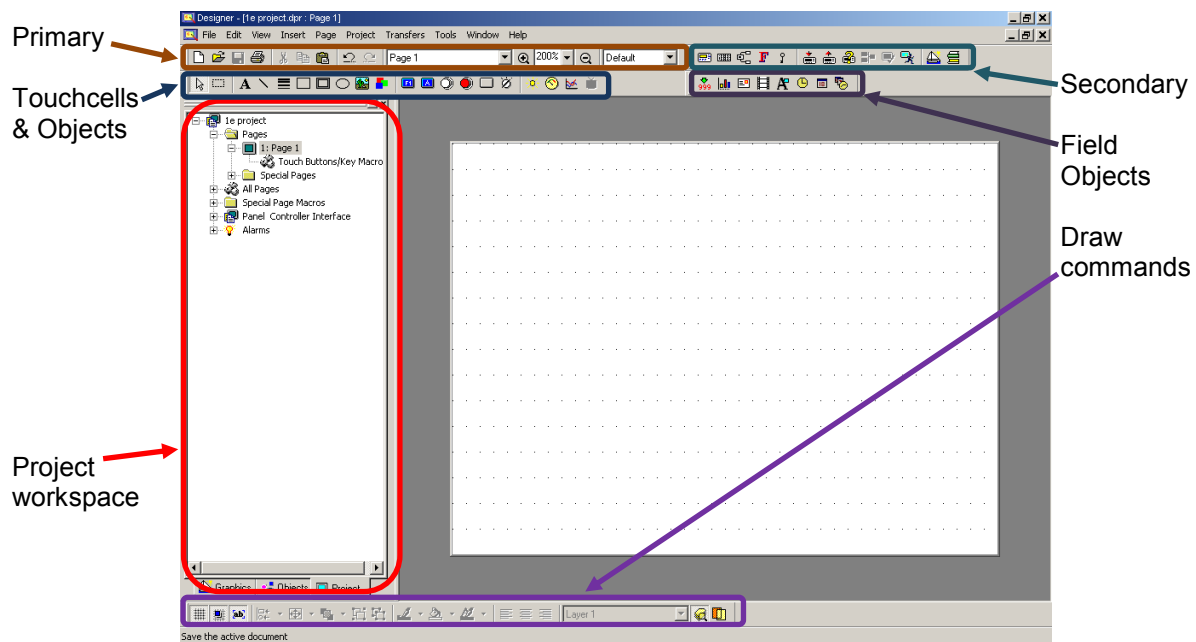 Designer - [1e project.dpr : Page 1]
File Edit View Insert Page Project Transfers Tools Window Help
Primary
Page 1
200%
Default
Touchcells
& Objects
999
Secondary
1e project
Pages
1: Page 1
Touch Buttons/Key Macro
Special Pages
All Pages
Special Page Macros
Panel Controller Interface
Alarms
Field
Objects
Draw
commands
Project
workspace
Graphics Objects Project
Layer 1
Save the active document